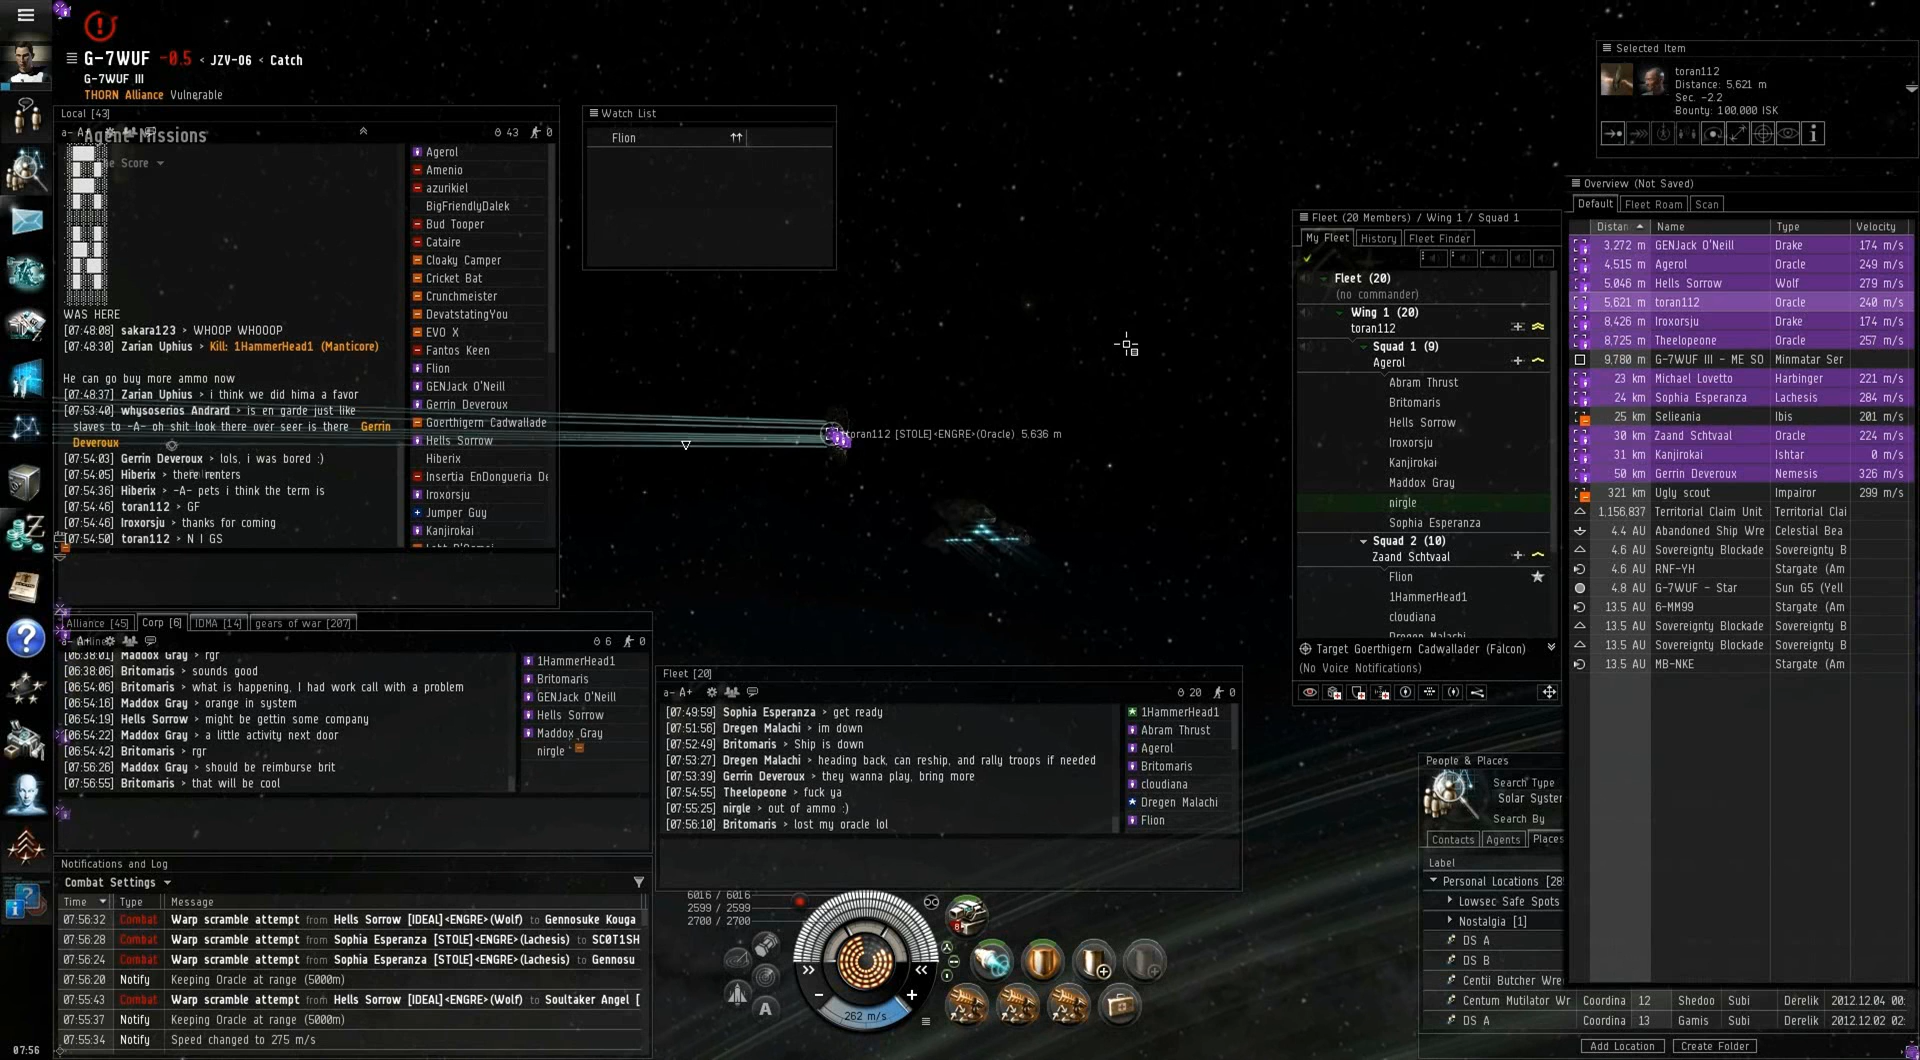 G-7WUF -0.5 < JZV-06 < Catch
G-7WUF III
THORN Alliance Vulnerable
Local [43]
Agent Missions
43 0
WAS HERE
[07:48:08] sakara123 > WHOOP WHOOOP
[07:48:30] Zarian Uphius > Kill: 1HammerHead1 (Manticore)
He can go buy more ammo now
[07:48:37] Zarian Uphius > i think we did hima a favor
[07:53:40] whysoserios Andrard > is en garde just like
slaves to -A- oh shit look there over seer is there Gerrin
Deveroux
[07:54:03] Gerrin Deveroux > lols, i was bored :)
[07:54:05] Hiberix > there renters
[07:54:36] Hiberix > -A- pets i think the term is
[07:54:46] toran112 > GF
[07:54:46] Iroxorsju > thanks for coming
[07:54:50] toran112 > N I GS
Agerol
Amenio
azurikiel
BigFriendlyDalek
Bud Tooper
Cataire
Cloaky Camper
Cricket Bat
Crunchmeister
DevatstatingYou
EVO X
Fantos Keen
Flion
GENJack O'Neill
Gerrin Deveroux
Goerthigern Cadwallade
Hells Sorrow
Hiberix
Insertia EnDongueria De
Iroxorsju
Jumper Guy
Kanjirokai
Watch List
Flion
toran112 [STOLE]<ENGRE>(Oracle) 5,636 m
Alliance [45] Corp [6] IDMA [14] gears of war [207]
6 0
[06:38:01] Maddox Gray > rgr
[06:38:06] Britomaris > sounds good
[06:54:06] Britomaris > what is happening, I had work call with a problem
[06:54:16] Maddox Gray > orange in system
[06:54:19] Hells Sorrow > might be gettin some company
[06:54:22] Maddox Gray > a little activity next door
[06:54:42] Britomaris > rgr
[07:56:26] Maddox Gray > should be reimburse brit
[07:56:55] Britomaris > that will be cool
1HammerHead1
Britomaris
GENJack O'Neill
Hells Sorrow
Maddox Gray
nirgle
Notifications and Log
Combat Settings
Time Type Message
07:56:32 Combat Warp scramble attempt from Hells Sorrow [IDEAL]<ENGRE>(Wolf) to Gennosuke Kouga
07:56:28 Combat Warp scramble attempt from Sophia Esperanza [STOLE]<ENGRE>(Lachesis) to SC0T1SH
07:56:24 Combat Warp scramble attempt from Sophia Esperanza [STOLE]<ENGRE>(Lachesis) to Gennosu
07:56:20 Notify Keeping Oracle at range (5000m)
07:55:43 Combat Warp scramble attempt from Hells Sorrow [IDEAL]<ENGRE>(Wolf) to Soultaker Angel [
07:55:37 Notify Keeping Oracle at range (5000m)
07:55:34 Notify Speed changed to 275 m/s
07:56
Fleet [20]
a- A+ 20 0
[07:49:59] Sophia Esperanza > get ready
[07:51:56] Dregen Malachi > im down
[07:52:49] Britomaris > Ship is down
[07:53:27] Dregen Malachi > heading back, can reship, and rally troops if needed
[07:53:39] Gerrin Deveroux > they wanna play, bring more
[07:54:55] Theelopeone > fuck ya
[07:55:25] nirgle > out of ammo :)
[07:56:10] Britomaris > lost my oracle lol
1HammerHead1
Abram Thrust
Agerol
Britomaris
cloudiana
Dregen Malachi
Flion
6016 / 6016
2599 / 2599
2700 / 2700
262 m/s
8
A
Fleet (20 Members) / Wing 1 / Squad 1
My Fleet History Fleet Finder
Fleet (20)
(no commander)
Wing 1 (20)
toran112
Squad 1 (9)
Agerol
Abram Thrust
Britomaris
Hells Sorrow
Iroxorsju
Kanjirokai
Maddox Gray
nirgle
Sophia Esperanza
Squad 2 (10)
Zaand Schtvaal
Flion
1HammerHead1
cloudiana
Dregen Malachi
Target Goerthigern Cadwallader (Falcon)
(No Voice Notifications)
Selected Item
toran112
Distance: 5,621 m
Sec. -2.2
Bounty: 100.000 ISK
Overview (Not Saved)
Default Fleet Roam Scan
Distan Name Type Velocity
3,272 m GENJack O'Neill Drake 174 m/s
4,515 m Agerol Oracle 249 m/s
5,046 m Hells Sorrow Wolf 279 m/s
5,621 m toran112 Oracle 240 m/s
8,426 m Iroxorsju Drake 174 m/s
8,725 m Theelopeone Oracle 257 m/s
9,780 m G-7WUF III - ME SO Minmatar Ser
23 km Michael Lovetto Harbinger 221 m/s
24 km Sophia Esperanza Lachesis 284 m/s
25 km Selieania Ibis 201 m/s
30 km Zaand Schtvaal Oracle 224 m/s
31 km Kanjirokai Ishtar 0 m/s
50 km Gerrin Deveroux Nemesis 326 m/s
321 km Ugly scout Impairor 299 m/s
1,156,837 Territorial Claim Unit Territorial Clai
4.4 AU Abandoned Ship Wre Celestial Bea
4.6 AU Sovereignty Blockade Sovereignty B
4.6 AU RNF-YH Stargate (Am
4.8 AU G-7WUF - Star Sun G5 (Yell
13.5 AU 6-MM99 Stargate (Am
13.5 AU Sovereignty Blockade Sovereignty B
13.5 AU Sovereignty Blockade Sovereignty B
13.5 AU MB-NKE Stargate (Am
People & Places
Search Type
Solar System
Search By
Contacts Agents Places
Label
Personal Locations [28
Lowsec Safe Spots
Nostalgia [1]
DS A
DS B
Centii Butcher Wre
Centum Mutilator Wr Coordina 12 Shedoo Subi Derelik 2012.12.04 00:
DS A Coordina 13 Gamis Subi Derelik 2012.12.02 02:
Add Location Create Folder